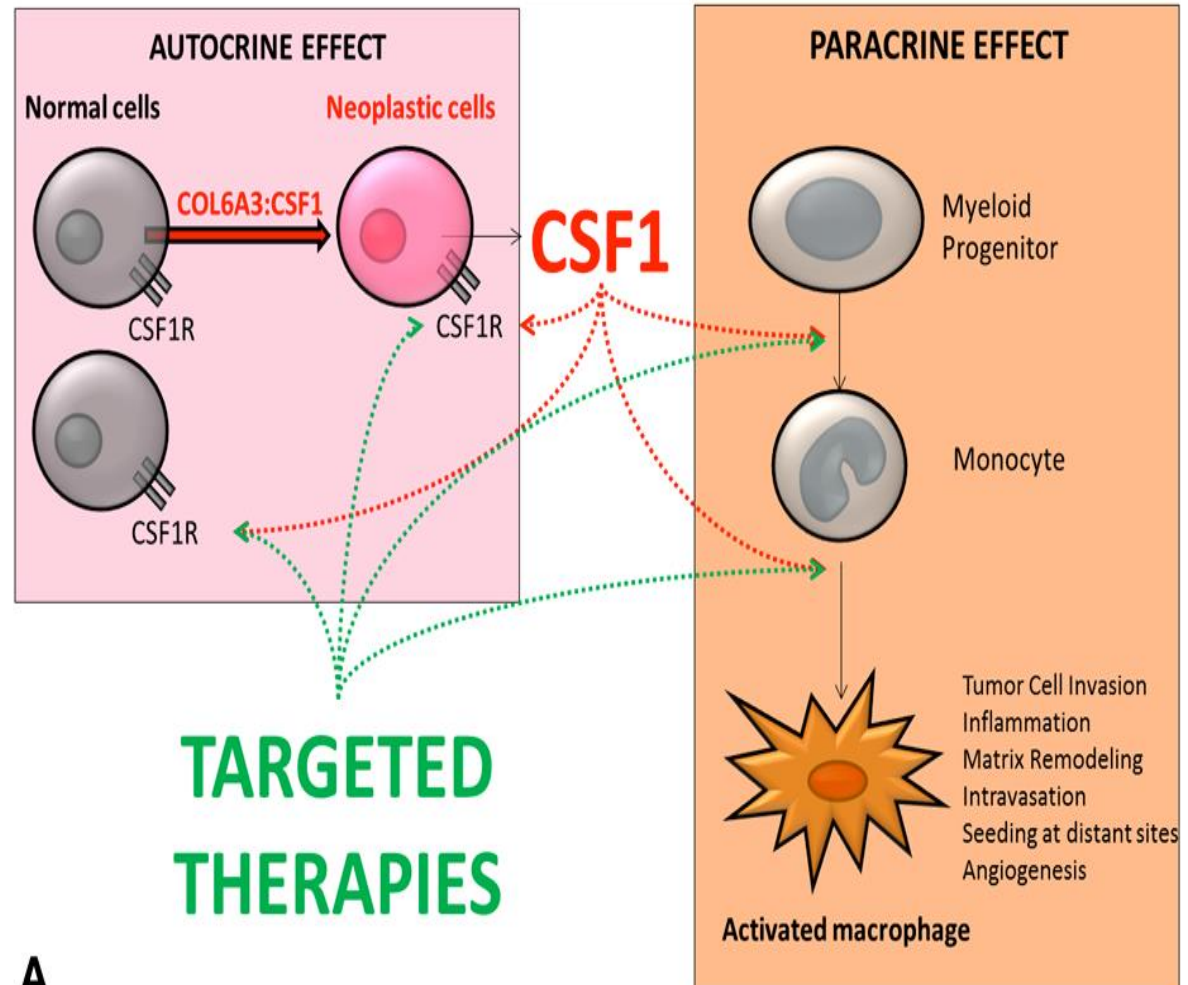 AUTOCRINE EFFECT
Normal cells
Neoplastic cells
COL6A3:CSF1
CSF1R
CSF1R
CSF1R
CSF1
TARGETED
THERAPIES
PARACRINE EFFECT
Myeloid
Progenitor
Monocyte
Tumor Cell Invasion
Inflammation
Matrix Remodeling
Intravasation
Seeding at distant sites
Angiogenesis
Activated macrophage
A